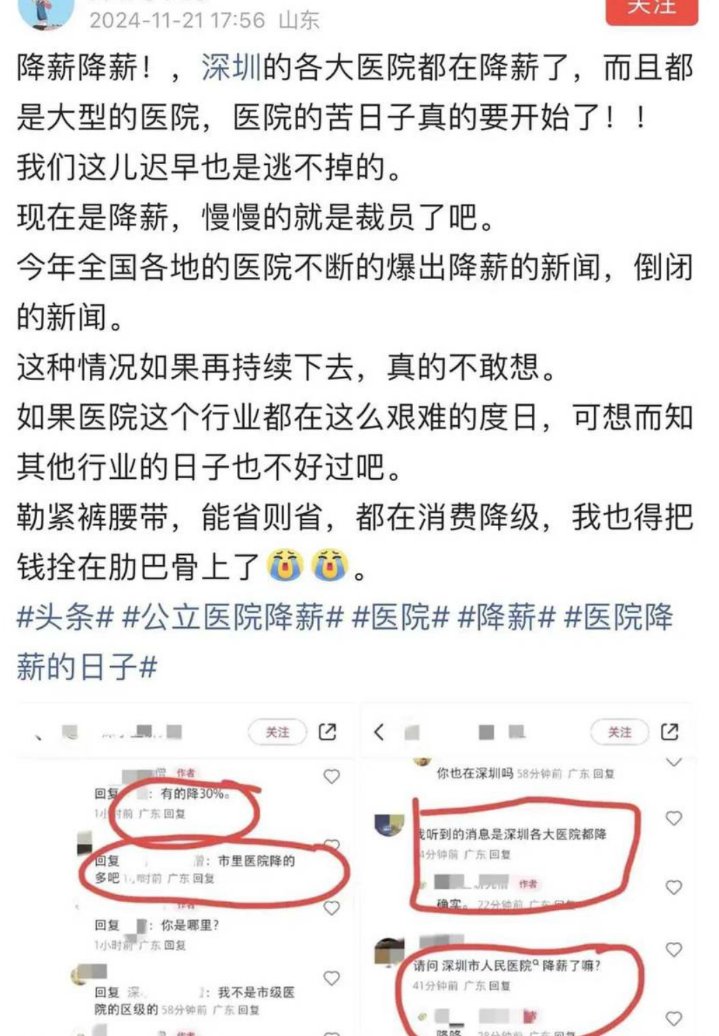 2024-11-21 17:56 山东
关注
降薪降薪！，深圳的各大医院都在降薪了，而且都
是大型的医院，医院的苦日子真的要开始了！！
我们这儿迟早也是逃不掉的。
现在是降薪，慢慢的就是裁员了吧。
今年全国各地的医院不断的爆出降薪的新闻，倒闭
的新闻。
这种情况如果再持续下去，真的不敢想。
如果医院这个行业都在这么艰难的度日，可想而知
其他行业的日子也不好过吧。
勒紧裤腰带，能省则省，都在消费降级，我也得把
钱拴在肋巴骨上了😭😭。
#头条# #公立医院降薪# #医院# #降薪# #医院降
薪的日子#
关注
作者
回复 ：有的降30%。
1小时前 广东 回复
回复 ：市里医院降的
多吧 1小时前 广东 回复
作者
回复 ：你是哪里？
1小时前 广东 回复
回复 深 ：我不是市级医
院的区级的 58分钟前 广东 回复
作者
关注
你也在深圳吗 58分钟前 广东 回复
我听到的消息是深圳各大医院都降
分钟前 广东 回复
作者
确实。 22分钟前 广东 回复
请问 深圳市人民医院 降薪了嘛？
41分钟前 广东 回复